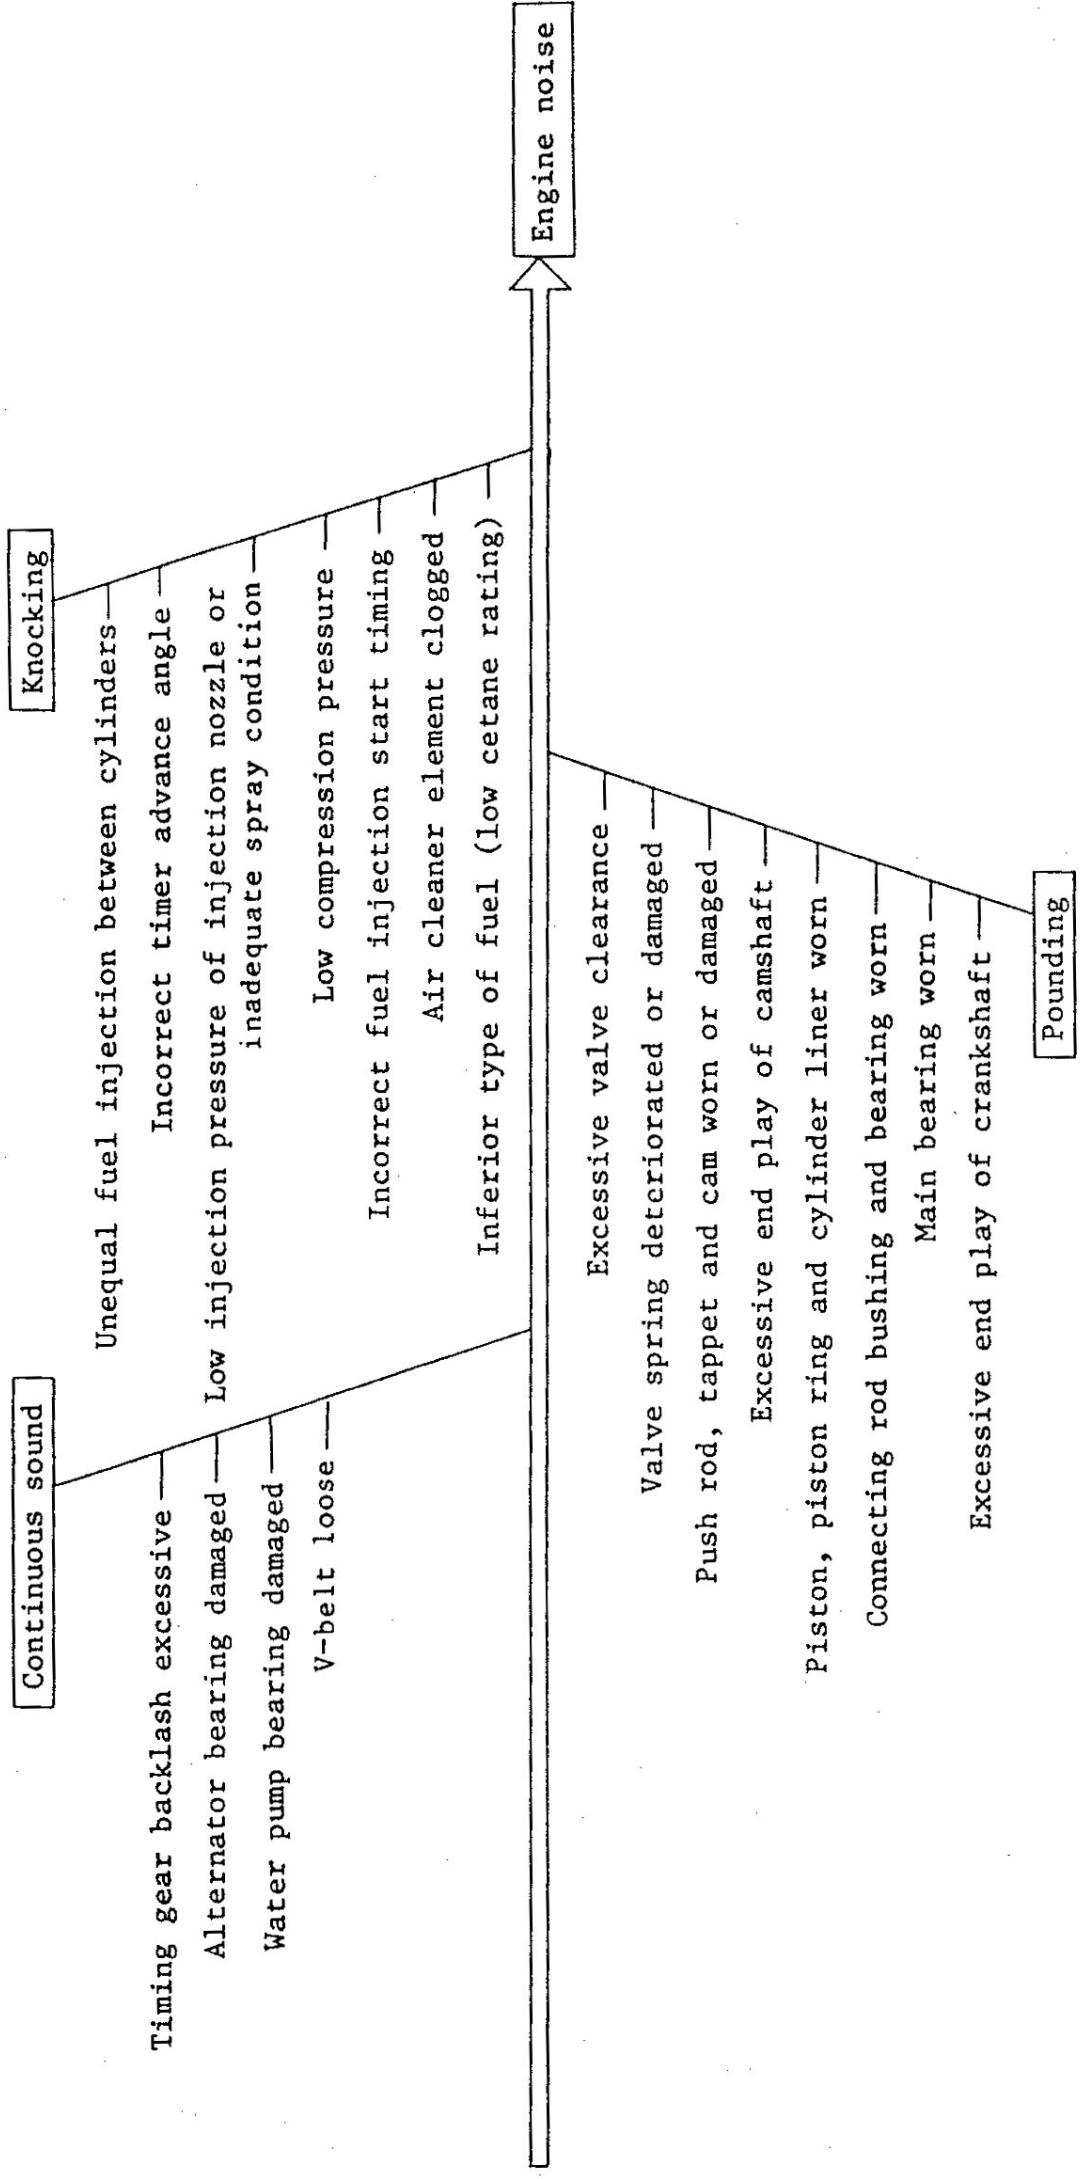 Continuous sound
Timing gear backlash excessive
Alternator bearing damaged
Water pump bearing damaged
V-belt loose
Knocking
Unequal fuel injection between cylinders
Incorrect timer advance angle
Low injection pressure of injection nozzle or
inadequate spray condition
Low compression pressure
Incorrect fuel injection start timing
Air cleaner element clogged
Inferior type of fuel (low cetane rating)
Engine noise
Excessive valve clearance
Valve spring deteriorated or damaged
Push rod, tappet and cam worn or damaged
Excessive end play of camshaft
Piston, piston ring and cylinder liner worn
Connecting rod bushing and bearing worn
Main bearing worn
Excessive end play of crankshaft
Pounding